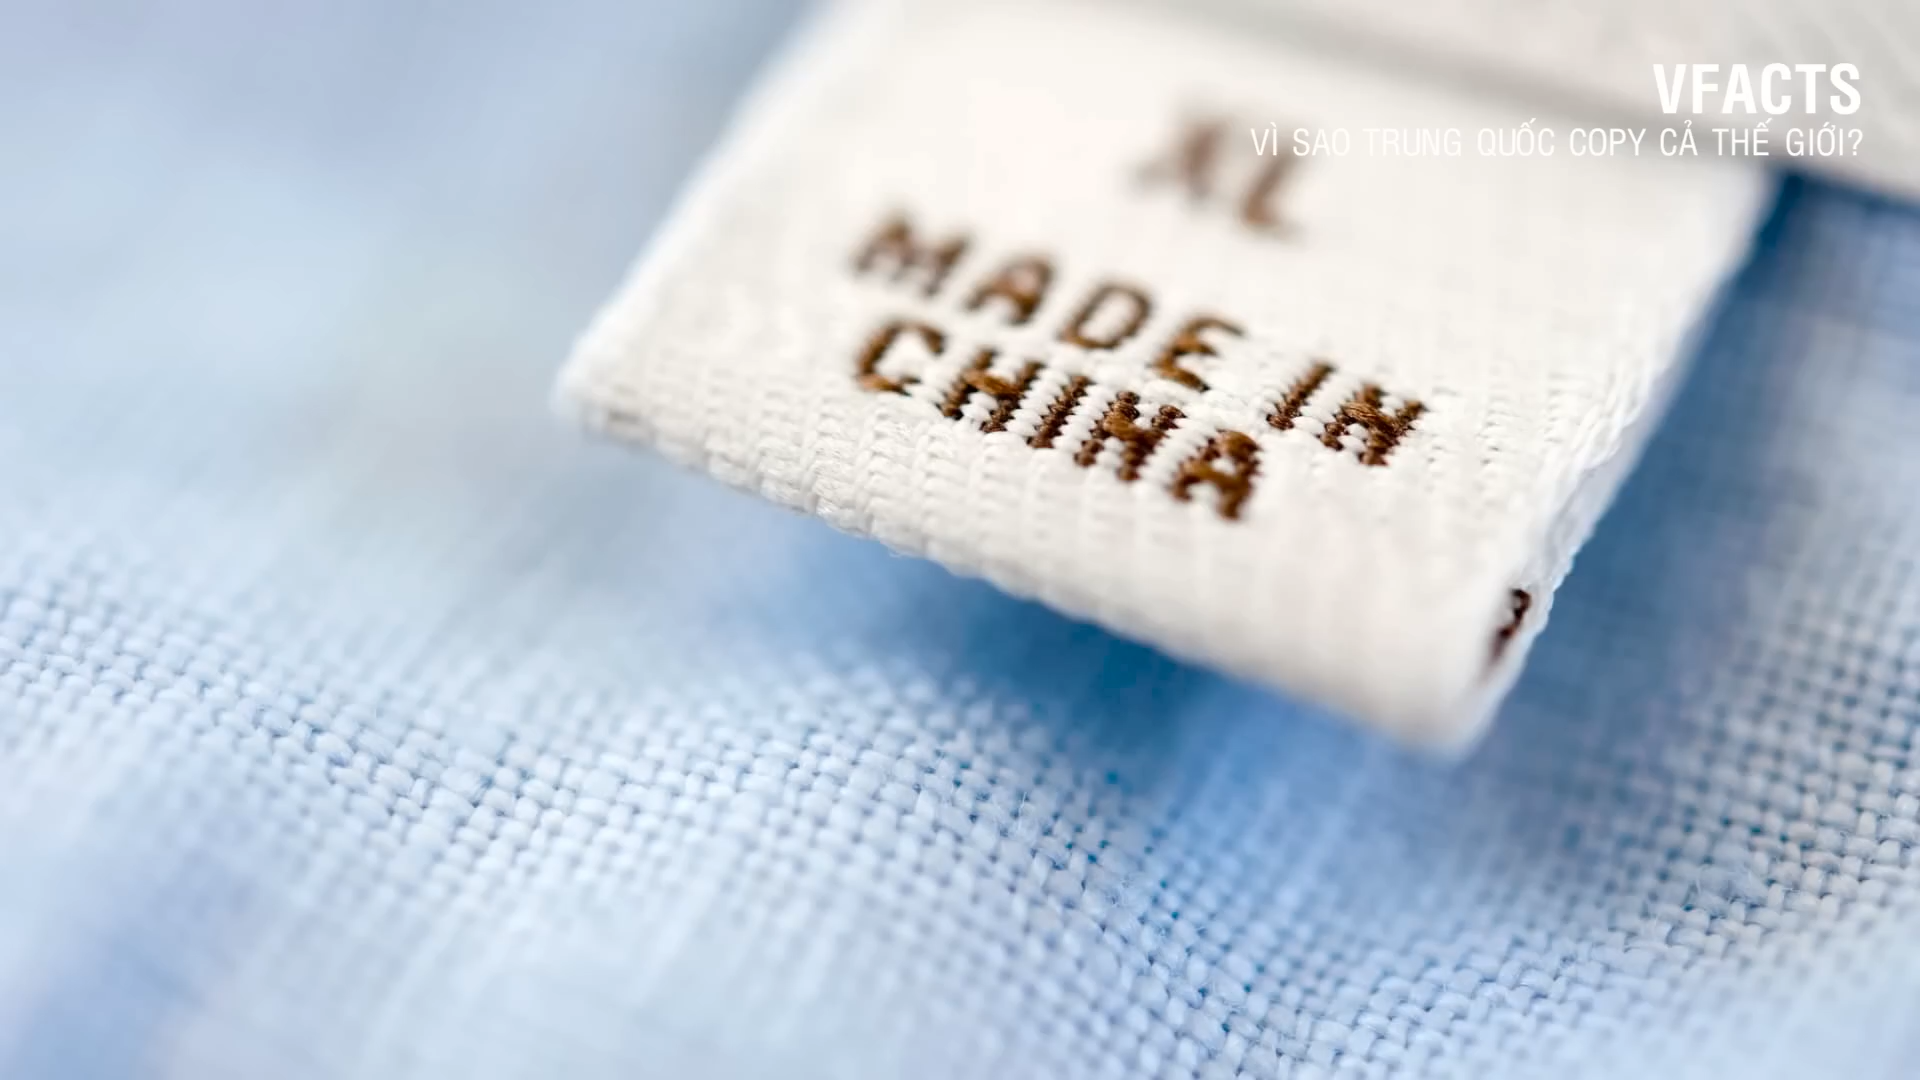 VFACTS
VÌ SAO TRUNG QUỐC COPY CẢ THẾ GIỚI?
XL
MADE IN
CHINA